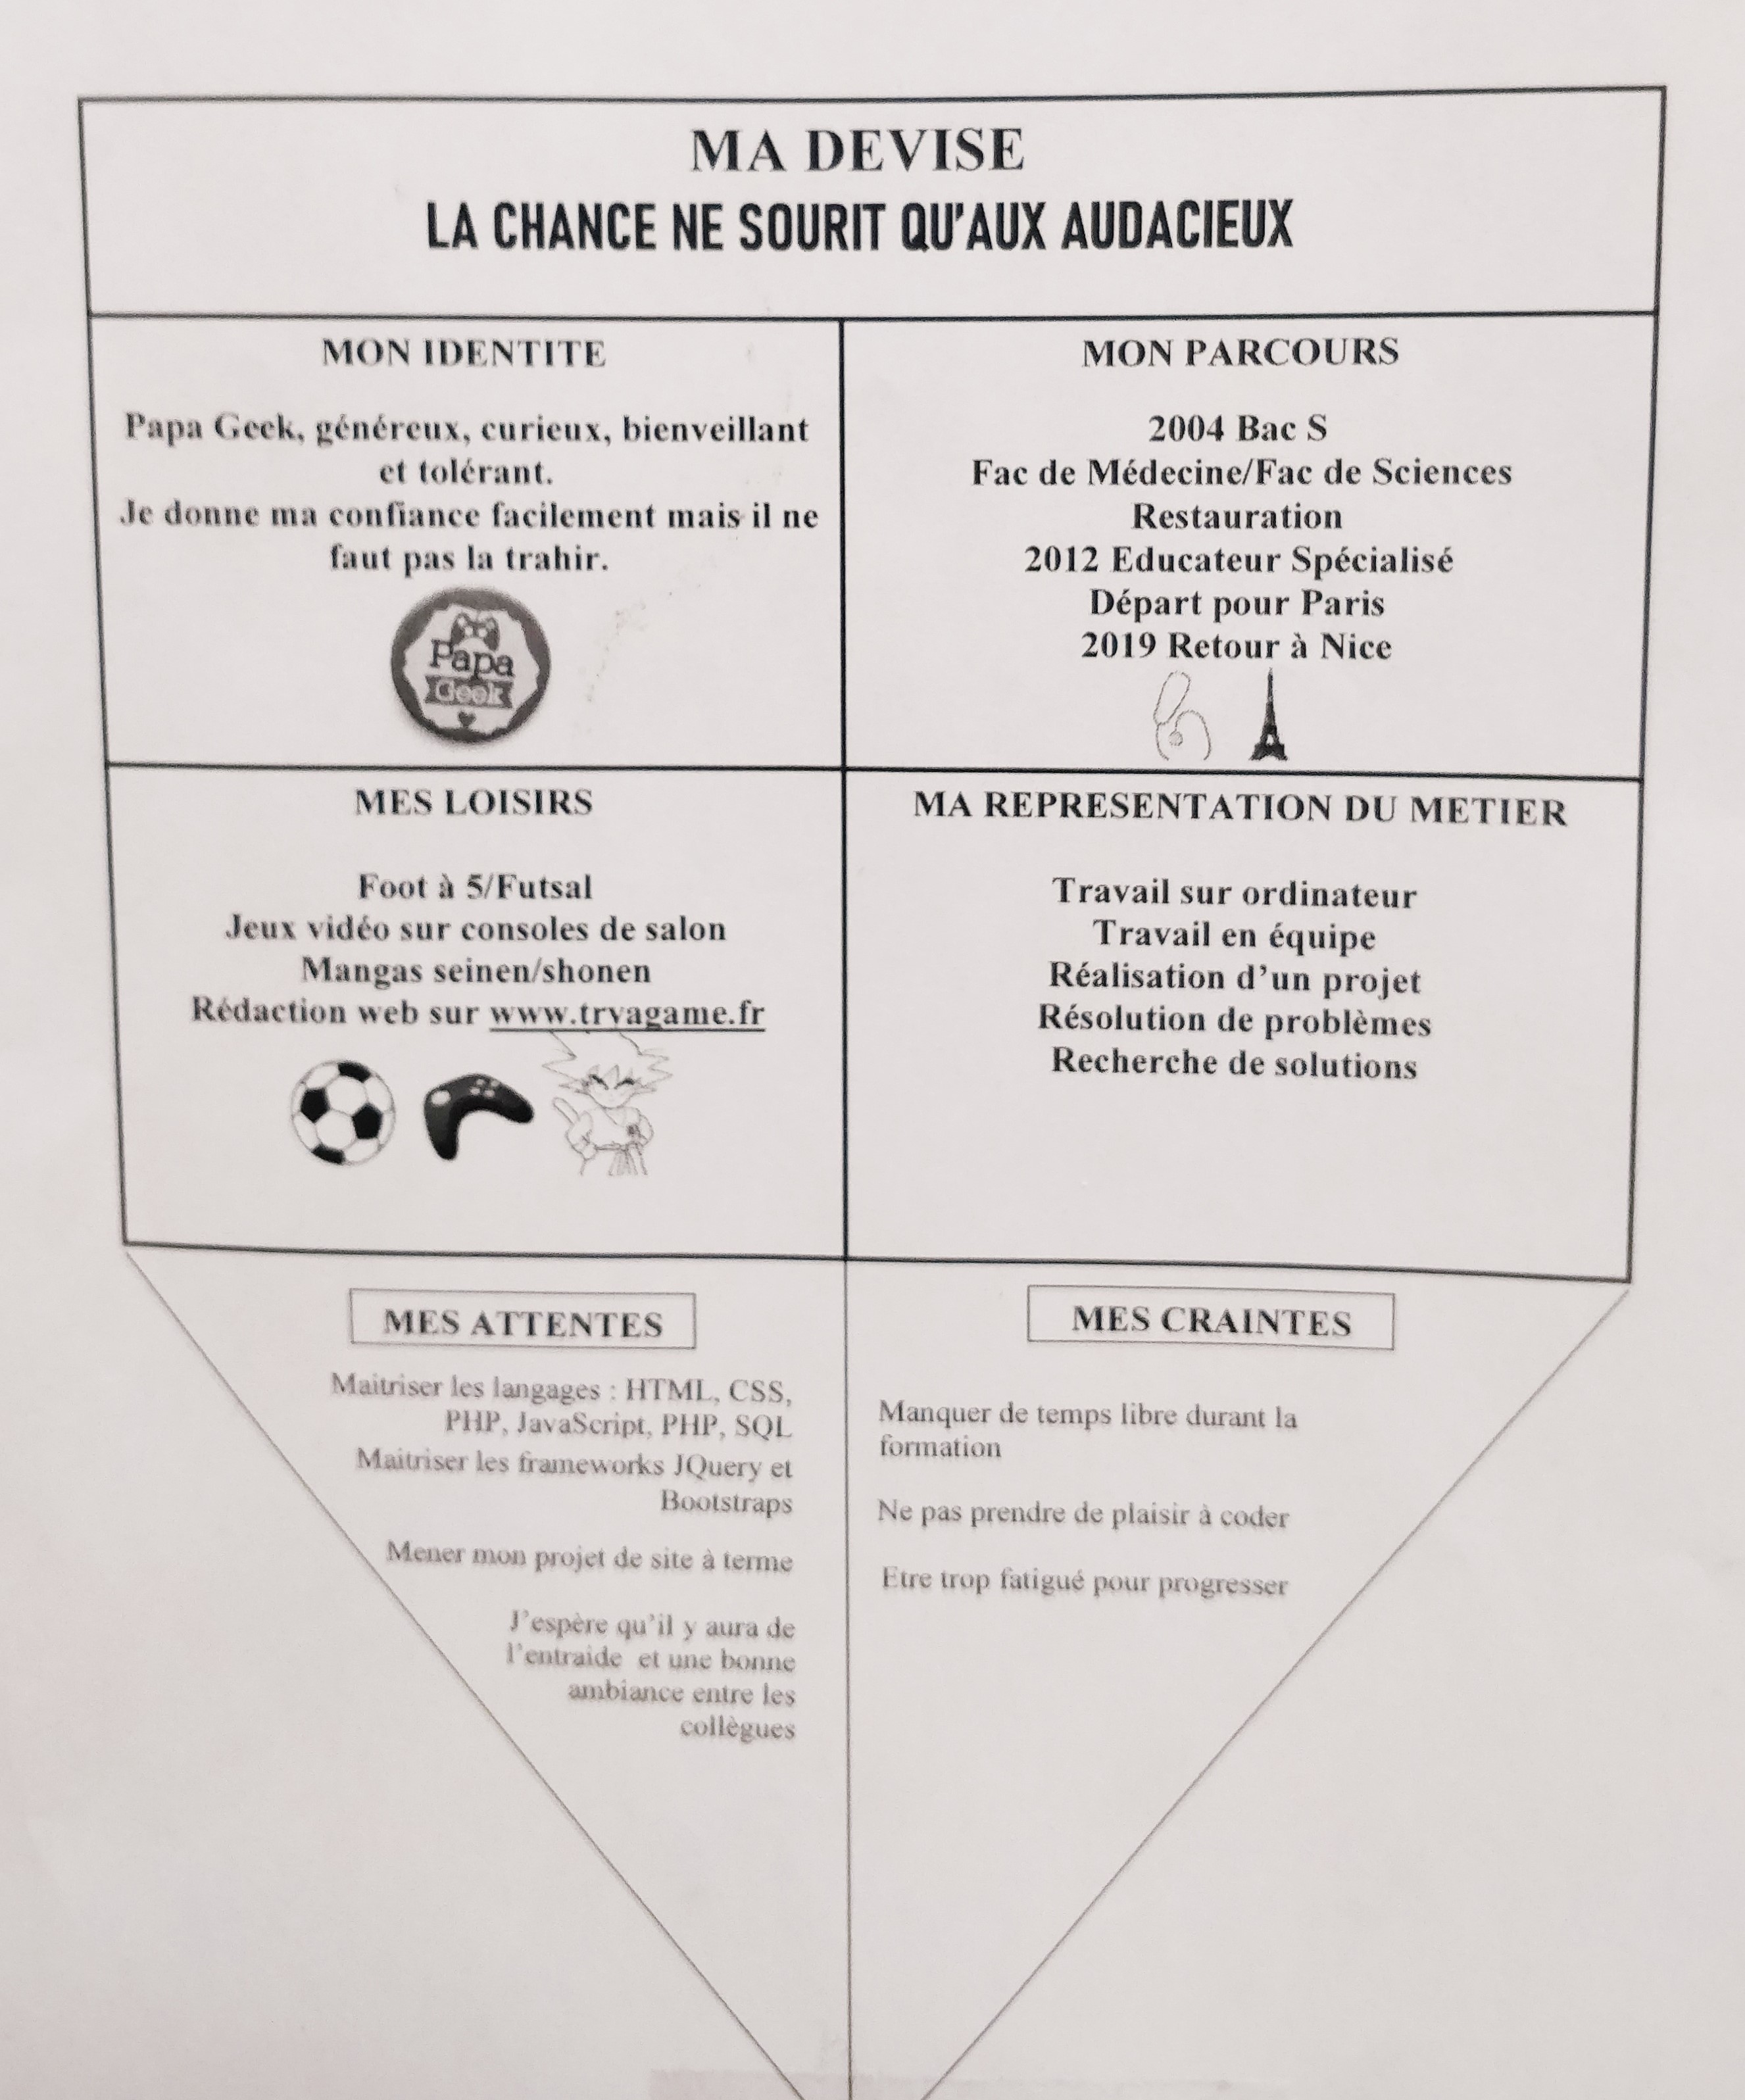 MA DEVISE
LA CHANCE NE SOURIT QU'AUX AUDACIEUX
MON IDENTITE
Papa Geek, généreux, curieux, bienveillant
et tolérant.
Je donne ma confiance facilement mais il ne
faut pas la trahir.
Papa
Geek
MON PARCOURS
2004 Bac S
Fac de Médecine/Fac de Sciences
Restauration
2012 Educateur Spécialisé
Départ pour Paris
2019 Retour à Nice
MES LOISIRS
Foot à 5/Futsal
Jeux vidéo sur consoles de salon
Mangas seinen/shonen
Rédaction web sur www.tryagame.fr
MA REPRESENTATION DU METIER
Travail sur ordinateur
Travail en équipe
Réalisation d’un projet
Résolution de problèmes
Recherche de solutions
MES ATTENTES
Maitriser les langages : HTML, CSS,
PHP, JavaScript, PHP, SQL
Maitriser les frameworks JQuery et
Bootstraps
Mener mon projet de site à terme
J’espère qu’il y aura de
l’entraide et une bonne
ambiance entre les
collègues
MES CRAINTES
Manquer de temps libre durant la
formation
Ne pas prendre de plaisir à coder
Etre trop fatigué pour progresser